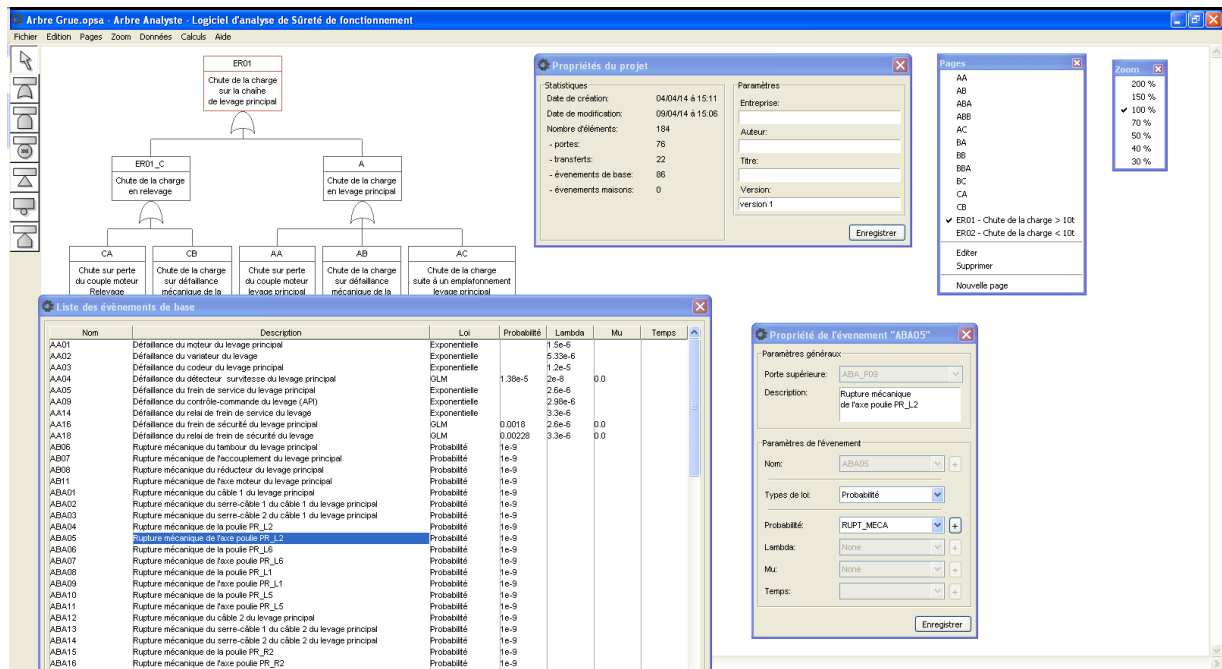 Arbre Grue.opsa - Arbre Analyste - Logiciel d'analyse de Sûreté de fonctionnement
Fichier Edition Pages Zoom Données Calculs Aide
ER01
Chute de la charge
sur la chaîne
de levage principal
ER01_C
Chute de la charge
en relevage
A
Chute de la charge
en levage principal
CA
Chute sur perte
du couple moteur
Relevage
CB
Chute de la charge
sur défaillance
mécanique de la
AA
Chute sur perte
du couple moteur
levage principal
AB
Chute de la charge
sur défaillance
mécanique de la
AC
Chute de la charge
suite à un emplafonnement
levage principal
Propriétés du projet
Statistiques
Date de création: 04/04/14 à 15:11
Date de modification: 09/04/14 à 15:06
Nombre d'éléments: 184
- portes: 76
- transferts: 22
- évenements de base: 86
- évenements maisons: 0
Paramètres
Entreprise:
Auteur:
Titre:
Version:
version 1
Enregistrer
Pages
AA
AB
ABA
ABB
AC
BA
BB
BBA
BC
CA
CB
ER01 - Chute de la charge > 10t
ER02 - Chute de la charge < 10t
Editer
Supprimer
Nouvelle page
Zoom
200 %
150 %
100 %
70 %
50 %
40 %
30 %
Liste des évènements de base
Nom Description Loi Probabilité Lambda Mu Temps
AA01 Défaillance du moteur du levage principal Exponentielle 1.5e-6
AA02 Défaillance du variateur du levage Exponentielle 5.33e-6
AA03 Défaillance du codeur du levage principal Exponentielle 1.2e-5
AA04 Défaillance du détecteur survitesse du levage principal GLM 1.38e-5 2e-8 0.0
AA05 Défaillance du frein de service du levage principal Exponentielle 2.6e-6
AA09 Défaillance du contrôle-commande du levage (API) Exponentielle 2.98e-6
AA14 Défaillance du relai de frein de service du levage Exponentielle 3.3e-6
AA16 Défaillance du frein de sécurité du levage principal GLM 0.0018 2.6e-6 0.0
AA18 Défaillance du relai de frein de sécurité du levage GLM 0.00228 3.3e-6 0.0
AB06 Rupture mécanique du tambour du levage principal Probabilité 1e-9
AB07 Rupture mécanique de l'accouplement du levage principal Probabilité 1e-9
AB08 Rupture mécanique du réducteur du levage principal Probabilité 1e-9
AB11 Rupture mécanique de l'axe moteur du levage principal Probabilité 1e-9
ABA01 Rupture mécanique du câble 1 du levage principal Probabilité 1e-9
ABA02 Rupture mécanique du serre-câble 1 du câble 1 du levage principal Probabilité 1e-9
ABA03 Rupture mécanique du serre-câble 2 du câble 1 du levage principal Probabilité 1e-9
ABA04 Rupture mécanique de la poulie PR_L2 Probabilité 1e-9
ABA05 Rupture mécanique de l'axe poulie PR_L2 Probabilité 1e-9
ABA06 Rupture mécanique de la poulie PR_L6 Probabilité 1e-9
ABA07 Rupture mécanique de l'axe poulie PR_L6 Probabilité 1e-9
ABA08 Rupture mécanique de la poulie PR_L1 Probabilité 1e-9
ABA09 Rupture mécanique de l'axe poulie PR_L1 Probabilité 1e-9
ABA10 Rupture mécanique de la poulie PR_L5 Probabilité 1e-9
ABA11 Rupture mécanique de l'axe poulie PR_L5 Probabilité 1e-9
ABA12 Rupture mécanique du câble 2 du levage principal Probabilité 1e-9
ABA13 Rupture mécanique du serre-câble 1 du câble 2 du levage principal Probabilité 1e-9
ABA14 Rupture mécanique du serre-câble 2 du câble 2 du levage principal Probabilité 1e-9
ABA15 Rupture mécanique de la poulie PR_R2 Probabilité 1e-9
ABA16 Rupture mécanique de l'axe poulie PR_R2 Probabilité 1e-9
Propriété de l'évenement "ABA05"
Paramètres généraux
Porte supérieure: ABA_P09
Description: Rupture mécanique
de l'axe poulie PR_L2
Paramètres de l'évenement
Nom: ABA05
Types de loi: Probabilité
Probabilité: RUPT_MECA
Lambda: None
Mu: None
Temps:
Enregistrer